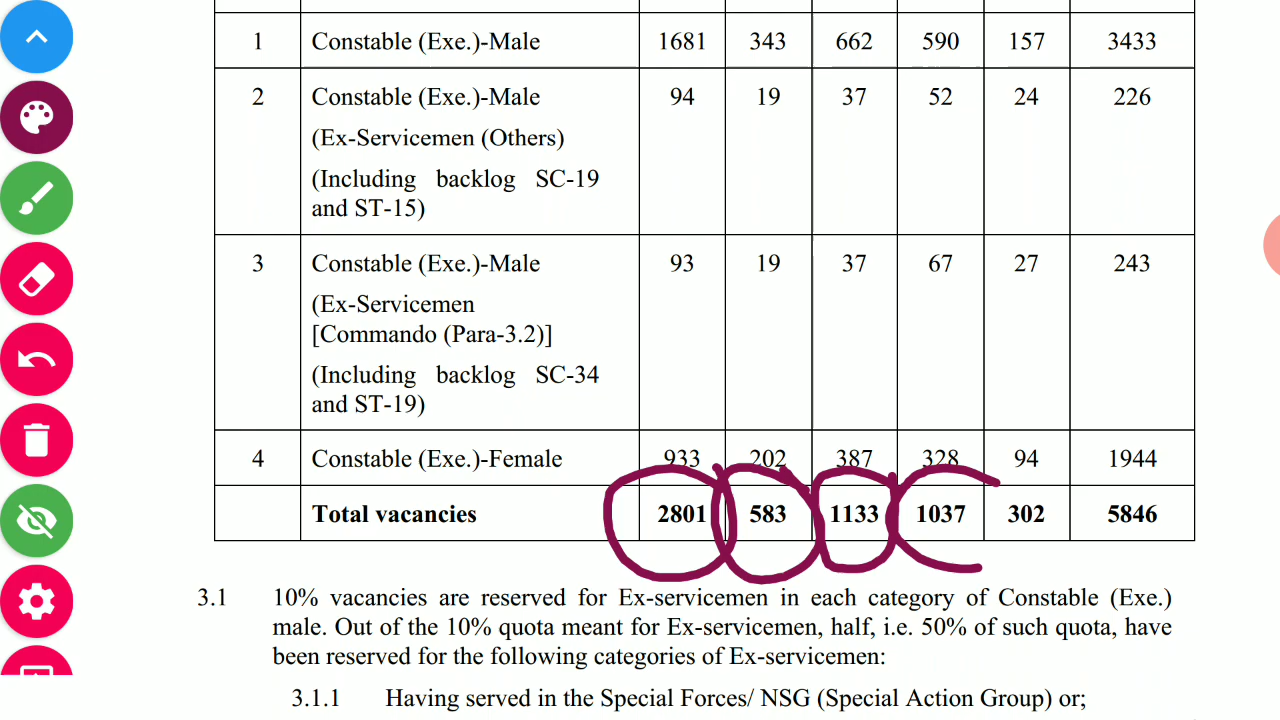 1 Constable (Exe.)-Male 1681 343 662 590 157 3433
2 Constable (Exe.)-Male 94 19 37 52 24 226
(Ex-Servicemen (Others)
(Including backlog SC-19
and ST-15)
3 Constable (Exe.)-Male 93 19 37 67 27 243
(Ex-Servicemen
[Commando (Para-3.2)]
(Including backlog SC-34
and ST-19)
4 Constable (Exe.)-Female 933 202 387 328 94 1944
Total vacancies 2801 583 1133 1037 302 5846
3.1 10% vacancies are reserved for Ex-servicemen in each category of Constable (Exe.)
male. Out of the 10% quota meant for Ex-servicemen, half, i.e. 50% of such quota, have
been reserved for the following categories of Ex-servicemen:
3.1.1 Having served in the Special Forces/ NSG (Special Action Group) or;